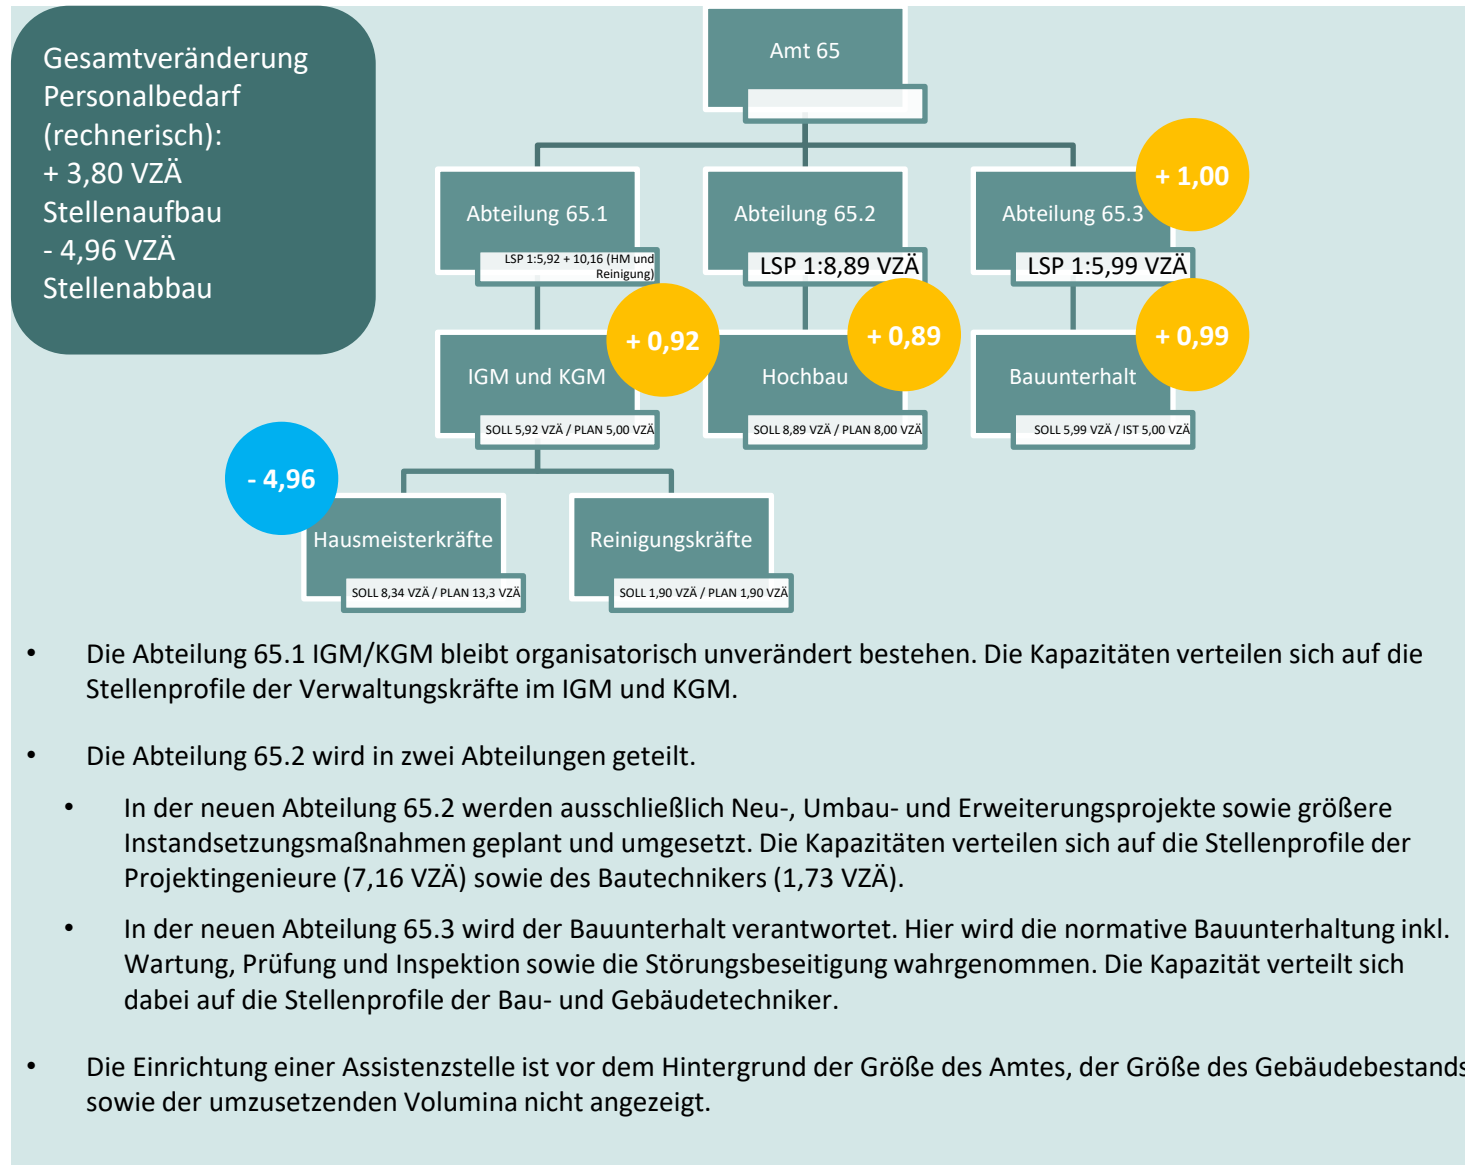 Gesamtveränderung
Personalbedarf
(rechnerisch):
+ 3,80 VZÄ
Stellenaufbau
- 4,96 VZÄ
Stellenabbau
Amt 65
+ 1,00
Abteilung 65.1
Abteilung 65.2
Abteilung 65.3
LSP 1:5,92 + 10,16 (HM und
Reinigung)
LSP 1:8,89 VZÄ
LSP 1:5,99 VZÄ
+ 0,92
+ 0,89
+ 0,99
IGM und KGM
Hochbau
Bauunterhalt
SOLL 5,92 VZÄ / PLAN 5,00 VZÄ
SOLL 8,89 VZÄ / PLAN 8,00 VZÄ
SOLL 5,99 VZÄ / IST 5,00 VZÄ
- 4,96
Hausmeisterkräfte
Reinigungskräfte
SOLL 8,34 VZÄ / PLAN 13,3 VZÄ
SOLL 1,90 VZÄ / PLAN 1,90 VZÄ
• Die Abteilung 65.1 IGM/KGM bleibt organisatorisch unverändert bestehen. Die Kapazitäten verteilen sich auf die
Stellenprofile der Verwaltungskräfte im IGM und KGM.
• Die Abteilung 65.2 wird in zwei Abteilungen geteilt.
• In der neuen Abteilung 65.2 werden ausschließlich Neu-, Umbau- und Erweiterungsprojekte sowie größere
Instandsetzungsmaßnahmen geplant und umgesetzt. Die Kapazitäten verteilen sich auf die Stellenprofile der
Projektingenieure (7,16 VZÄ) sowie des Bautechnikers (1,73 VZÄ).
• In der neuen Abteilung 65.3 wird der Bauunterhalt verantwortet. Hier wird die normative Bauunterhaltung inkl.
Wartung, Prüfung und Inspektion sowie die Störungsbeseitigung wahrgenommen. Die Kapazität verteilt sich
dabei auf die Stellenprofile der Bau- und Gebäudetechniker.
• Die Einrichtung einer Assistenzstelle ist vor dem Hintergrund der Größe des Amtes, der Größe des Gebäudebestands
sowie der umzusetzenden Volumina nicht angezeigt.